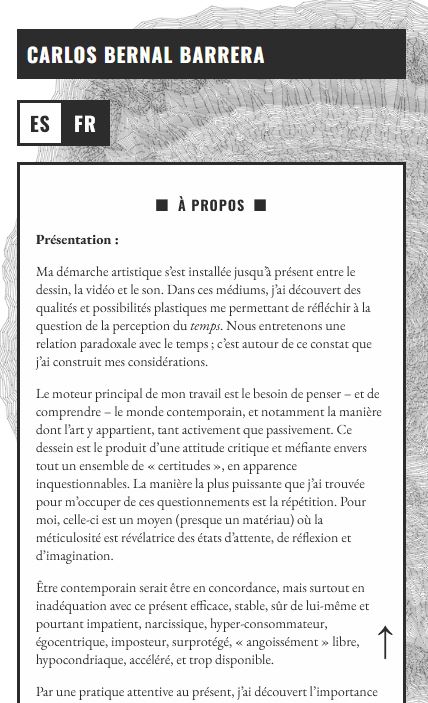 CARLOS BERNAL BARRERA
ES FR
À PROPOS
Présentation :
Ma démarche artistique s’est installée jusqu’à présent entre le
dessin, la vidéo et le son. Dans ces médiums, j’ai découvert des
qualités et possibilités plastiques me permettant de réfléchir à la
question de la perception du temps. Nous entretenons une
relation paradoxale avec le temps ; c’est autour de ce constat que
j’ai construit mes considérations.
Le moteur principal de mon travail est le besoin de penser – et de
comprendre – le monde contemporain, et notamment la manière
dont l’art y appartient, tant activement que passivement. Ce
dessein est le produit d’une attitude critique et méfiante envers
tout un ensemble de « certitudes », en apparence
inquestionnables. La manière la plus puissante que j’ai trouvée
pour m’occuper de ces questionnements est la répétition. Pour
moi, celle-ci est un moyen (presque un matériau) où la
méticulosité est révélatrice des états d’attente, de réflexion et
d’imagination.
Être contemporain serait être en concordance, mais surtout en
inadéquation avec ce présent efficace, stable, sûr de lui-même et
pourtant impatient, narcissique, hyper-consommateur,
égocentrique, imposteur, surprotégé, « angoissément » libre,
hypocondriaque, accéléré, et trop disponible.
Par une pratique attentive au présent, j’ai découvert l’importance